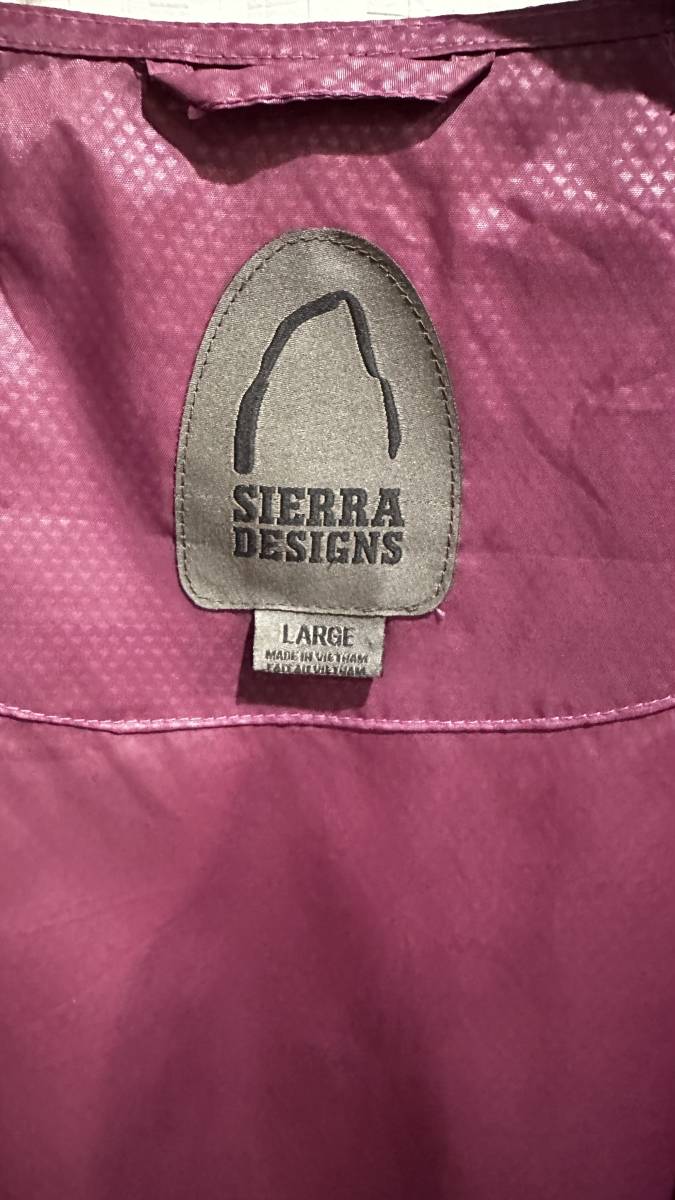 SIERRA
DESIGNS
LARGE
MADE IN VIETNAM
FAIT AU VIETNAM